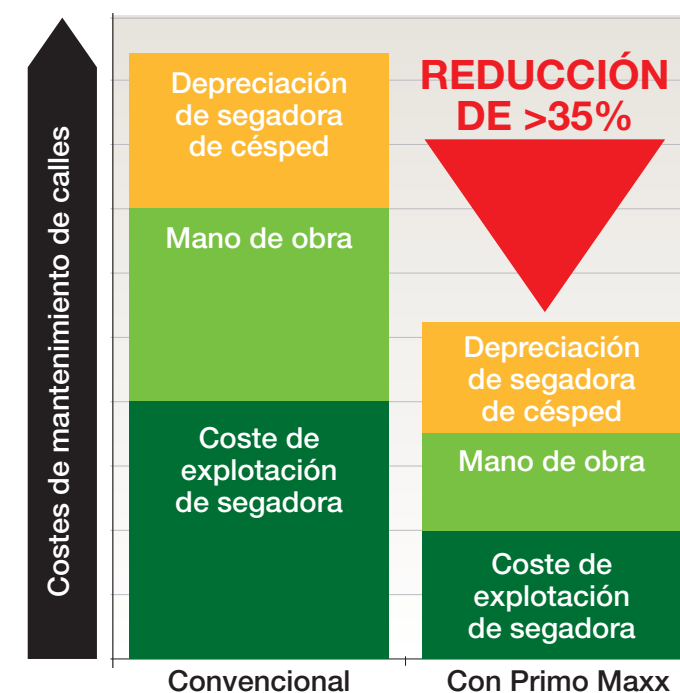 Costes de mantenimiento de calles
Depreciación
de segadora
de césped
Mano de obra
Coste de
explotación
de segadora
Convencional
REDUCCIÓN
DE >35%
Depreciación
de segadora
de césped
Mano de obra
Coste de
explotación
de segadora
Con Primo Maxx